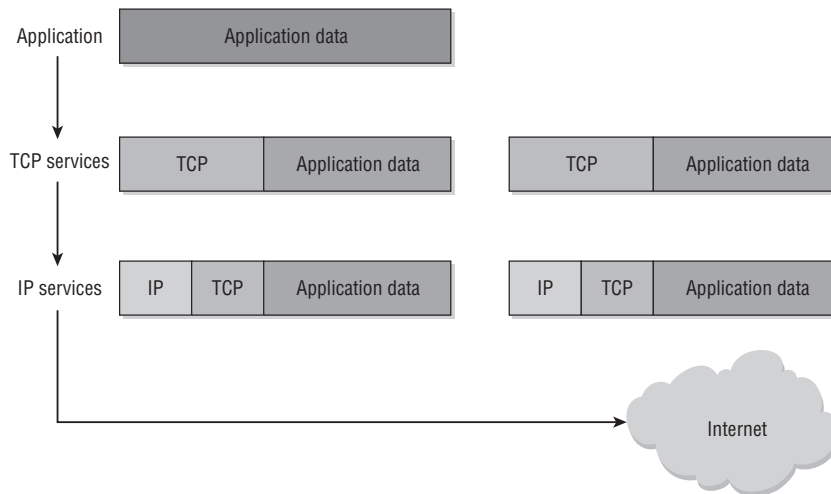 Application
Application data
TCP services
TCP
Application data
TCP
Application data
IP services
IP
TCP
Application data
IP
TCP
Application data
Internet